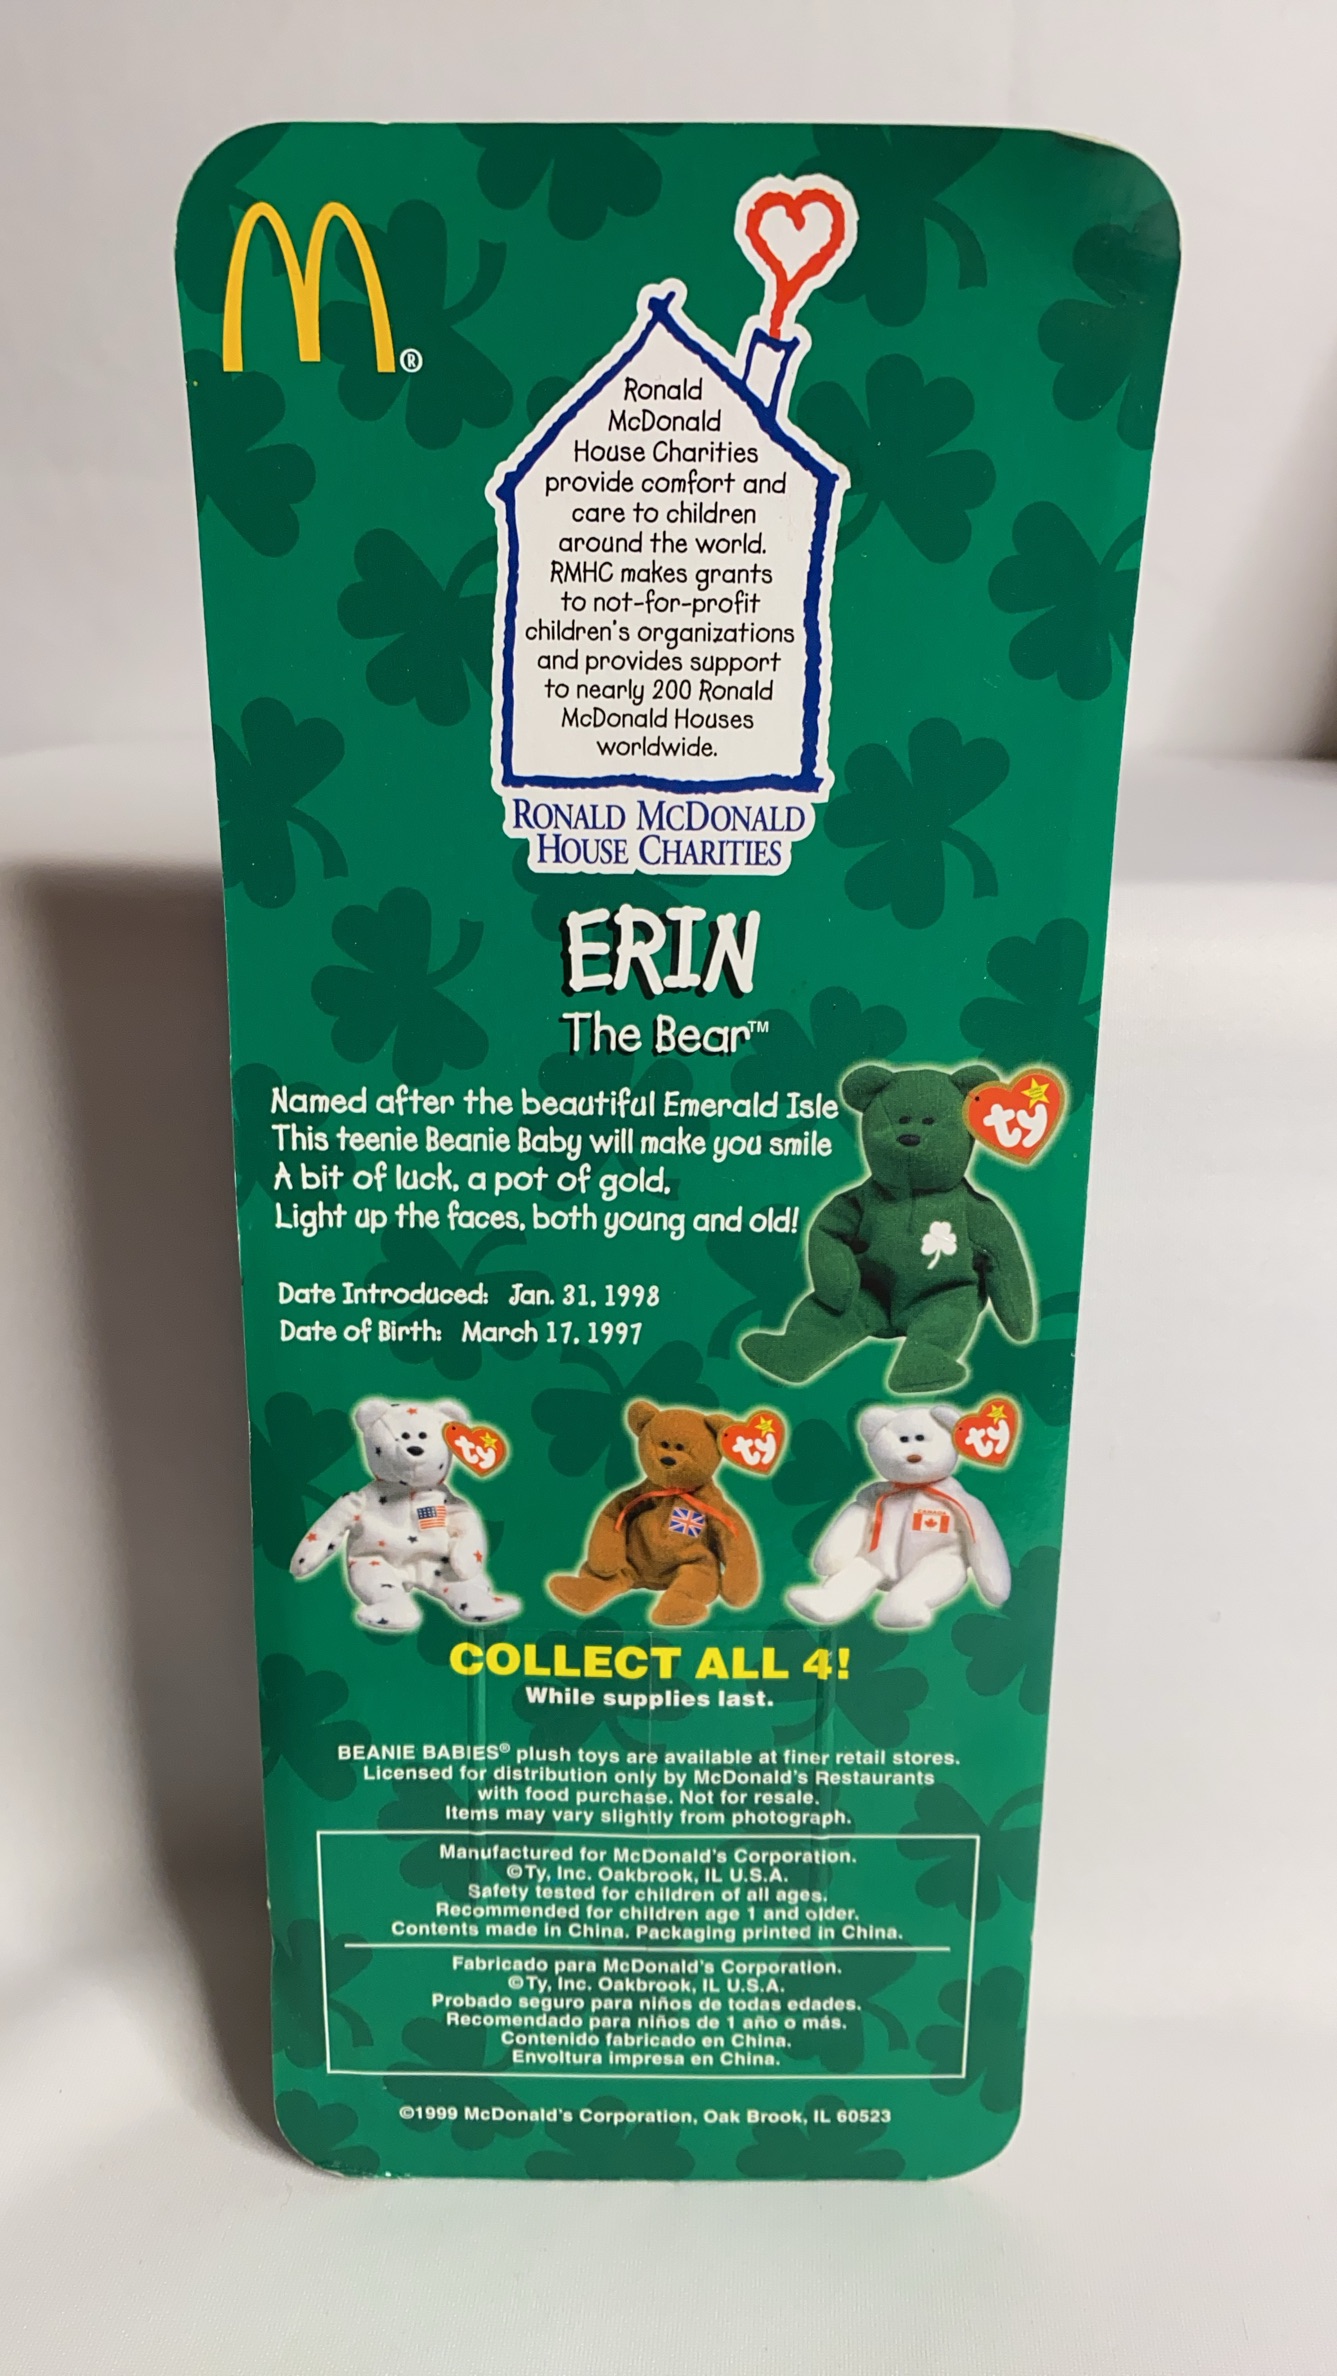 ®
Ronald
McDonald
House Charities
provide comfort and
care to children
around the world.
RMHC makes grants
to not-for-profit
children's organizations
and provides support
to nearly 200 Ronald
McDonald Houses
worldwide.
RONALD MCDONALD
HOUSE CHARITIES
ERIN
The Bear™
Named after the beautiful Emerald Isle
This teenie Beanie Baby will make you smile
A bit of luck, a pot of gold,
Light up the faces, both young and old!
ty
Date Introduced: Jan. 31, 1998
Date of Birth: March 17, 1997
ty
ty
ty
CANADA
COLLECT ALL 4!
While supplies last.
BEANIE BABIES® plush toys are available at finer retail stores.
Licensed for distribution only by McDonald's Restaurants
with food purchase. Not for resale.
Items may vary slightly from photograph.
Manufactured for McDonald's Corporation.
©Ty, Inc. Oakbrook, IL U.S.A.
Safety tested for children of all ages.
Recommended for children age 1 and older.
Contents made in China. Packaging printed in China.
Fabricado para McDonald's Corporation.
©Ty, Inc. Oakbrook, IL U.S.A.
Probado seguro para niños de todas edades.
Recomendado para niños de 1 año o más.
Contenido fabricado en China.
Envoltura impresa en China.
©1999 McDonald's Corporation, Oak Brook, IL 60523